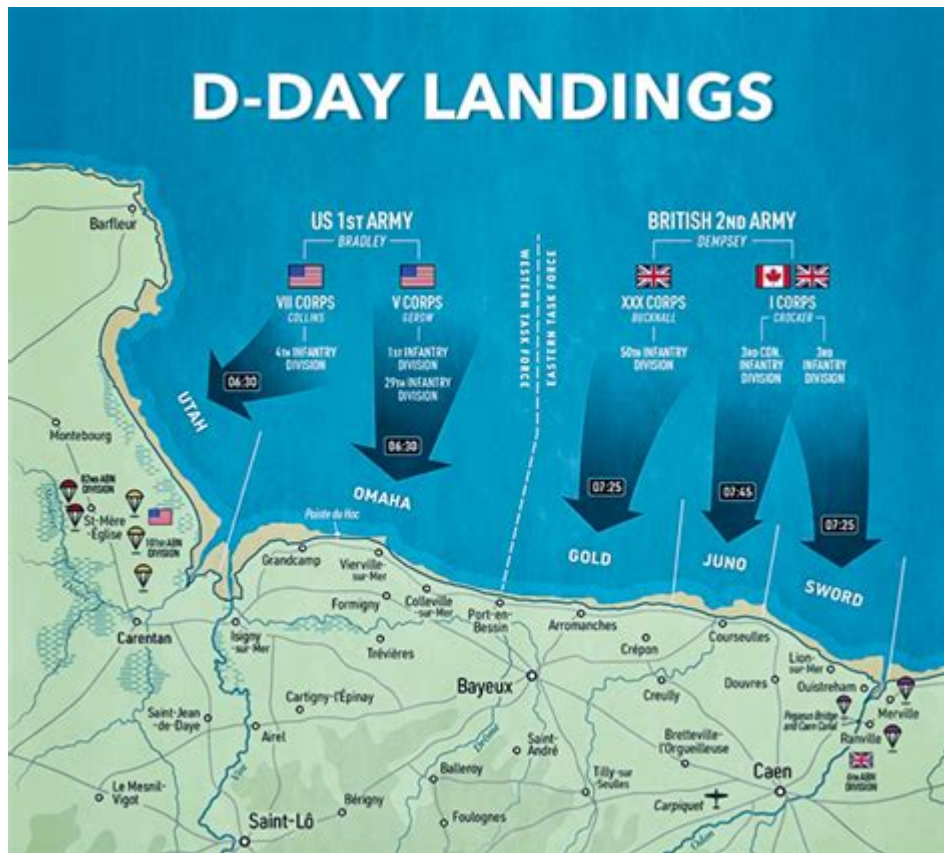 D-DAY LANDINGS
Barfleur
US 1ST ARMY
BRADLEY
VII CORPS
COLLINS
4TH INFANTRY
DIVISION
V CORPS
GEROW
1ST INFANTRY
DIVISION
29TH INFANTRY
DIVISION
WESTERN TASK FORCE
EASTERN TASK FORCE
BRITISH 2ND ARMY
DEMPSEY
XXX CORPS
BUCKNALL
50TH INFANTRY
DIVISION
I CORPS
CROCKER
3RD CDN.
INFANTRY
DIVISION
3RD
INFANTRY
DIVISION
06:30
UTAH
06:30
OMAHA
07:25
GOLD
07:45
JUNO
07:25
SWORD
Montebourg
82ND ABN
DIVISION
St-Mère
-Église
101ST ABN
DIVISION
Carentan
Pointe du Hoc
Grandcamp
Vierville-
sur-Mer
Formigny
Colleville
-sur-Mer
Port-en-
Bessin
Isigny
-sur-Mer
Trévières
Arromanches
Crépon
Courseulles
Lion-
sur-Mer
Bayeux
Creully
Douvres
Ouistreham
Merville
Cartigny-l'Épinay
Saint-Jean
-de-Daye
Airel
Pegasus Bridge
and Caen Canal
Ranville
6TH ABN
DIVISION
Saint-
André
Bretteville-
l'Orgueilleuse
Vire
Drôme
Balleroy
Tilly-sur
-Seulles
Caen
Carpiquet
Le Mesnil-
Vigot
Bérigny
Foulognes
Saint-Lô
Odon